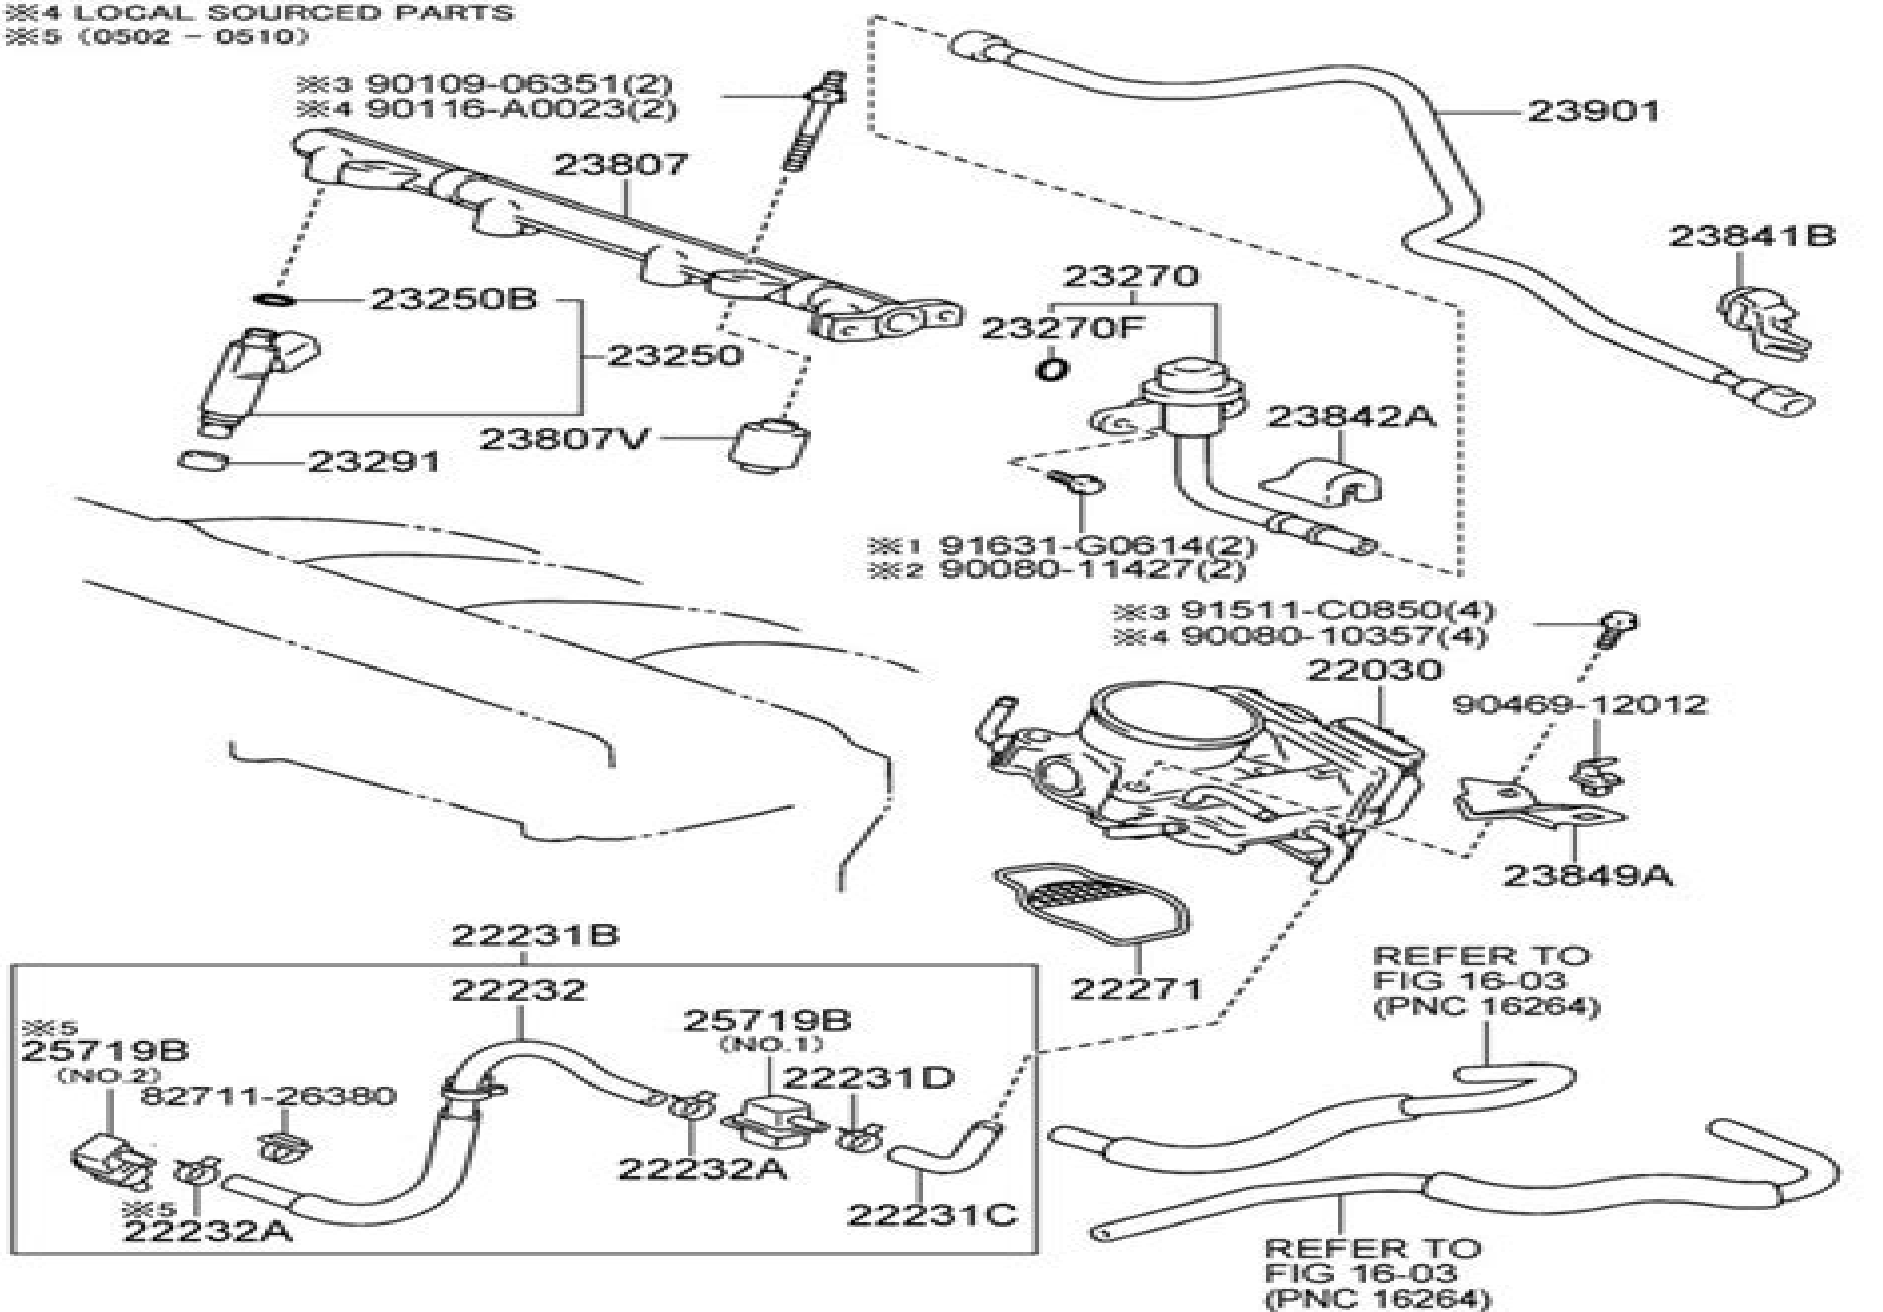 ※4 LOCAL SOURCED PARTS
※5 (0502 - 0510)
※3 90109-06351(2)
※4 90116-A0023(2)
23901
23807
23841B
23270
23250B
23270F
23250
23842A
23807V
23291
※1 91631-G0614(2)
※2 90080-11427(2)
※3 91511-C0850(4)
※4 90080-10357(4)
22030
90469-12012
23849A
22231B
REFER TO
FIG 16-03
(PNC 16264)
22232
22271
25719B
(NO.1)
※5
25719B
(NO.2)
22231D
82711-26380
22232A
※5
22232A
22231C
REFER TO
FIG 16-03
(PNC 16264)